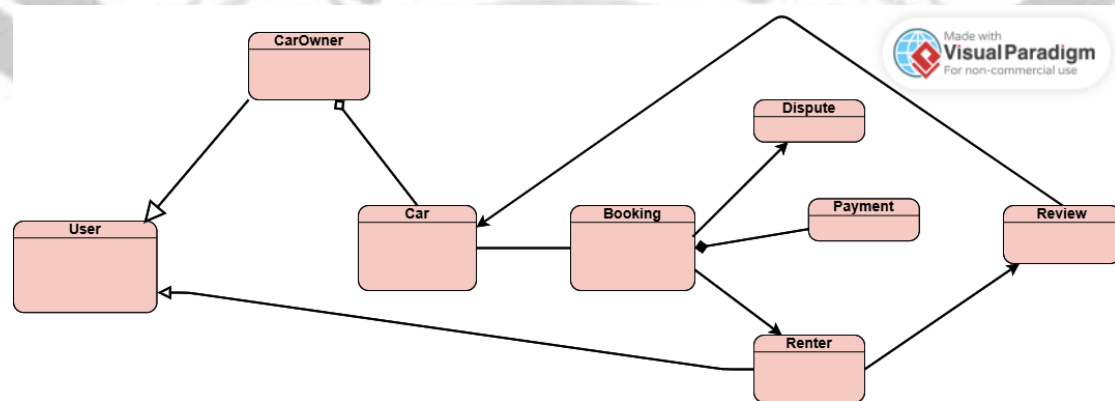 CarOwner
Made with
Visual Paradigm
For non-commercial use
Dispute
User
Car
Booking
Payment
Review
Renter